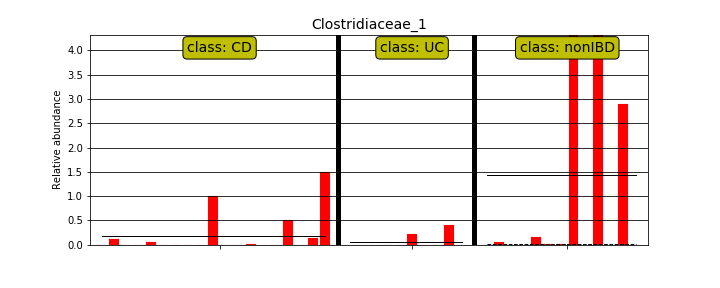 Clostridiaceae_1
class: CD
class: UC
class: nonIBD
Relative abundance
4.0
3.5
3.0
2.5
2.0
1.5
1.0
0.5
0.0